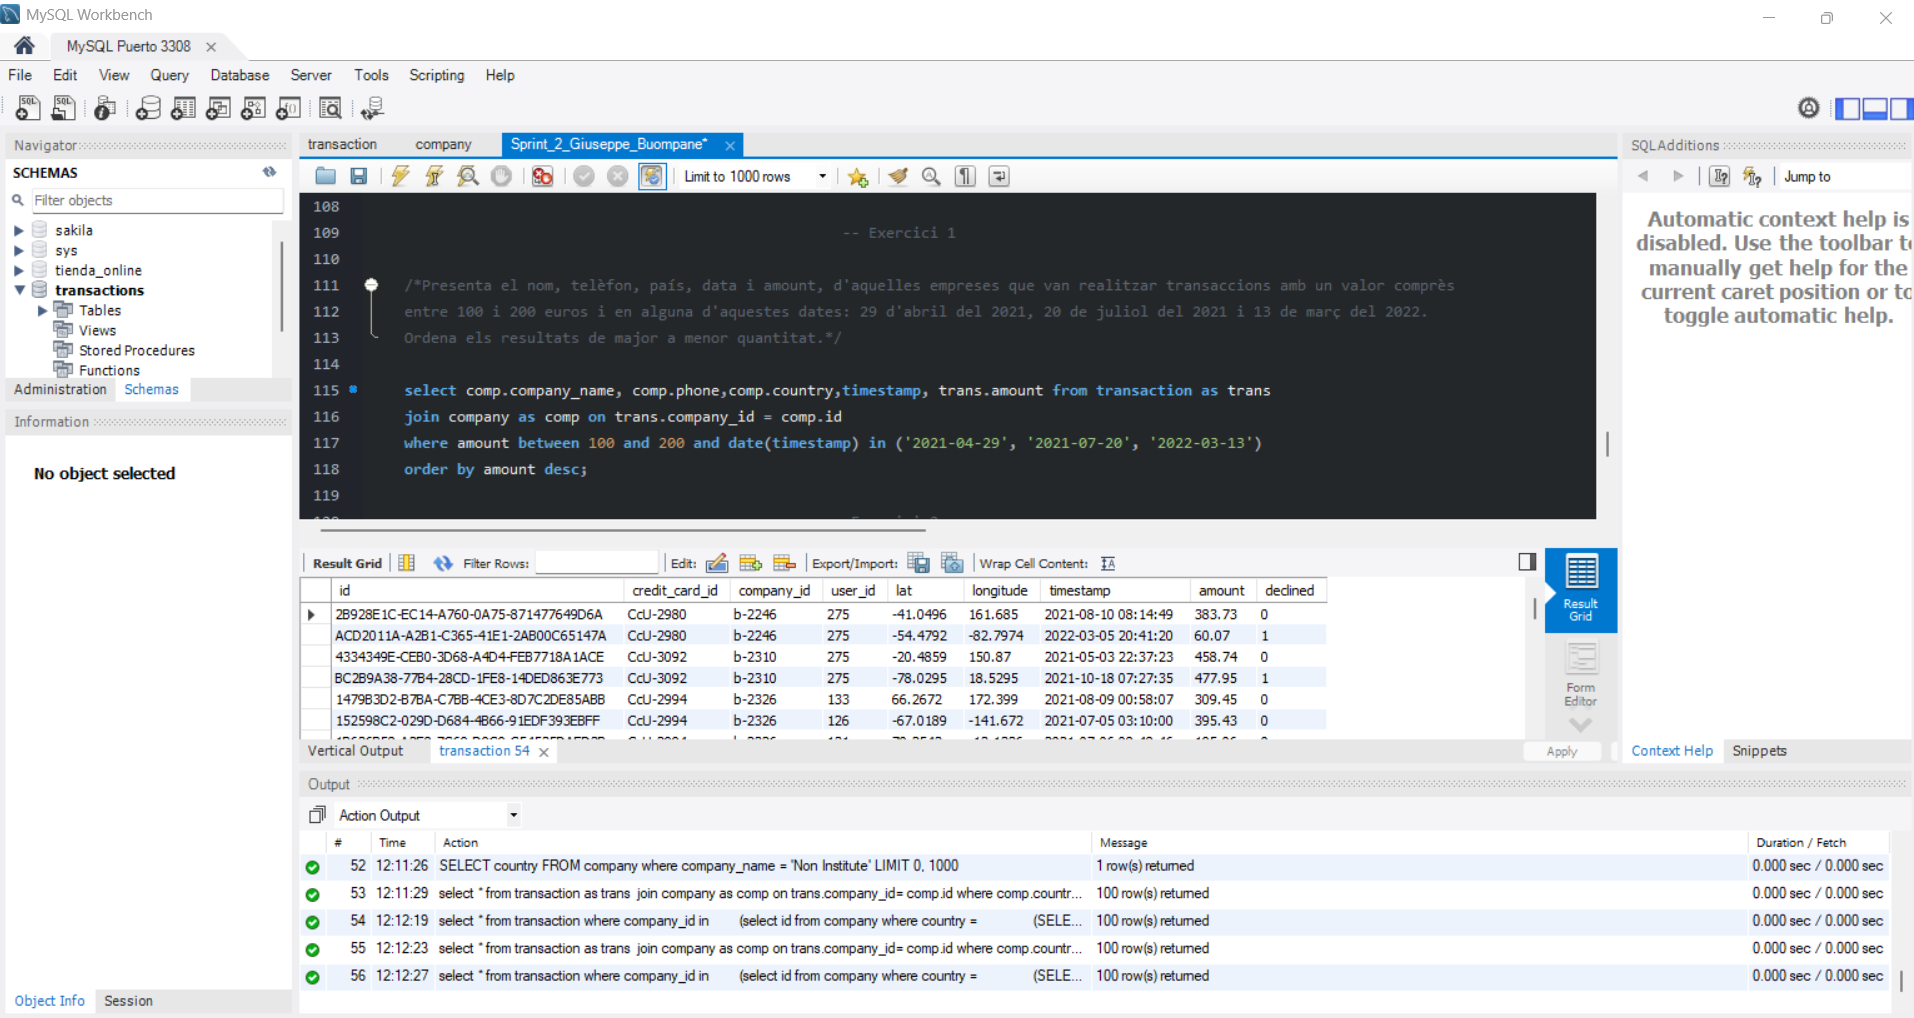 MySQL Workbench
MySQL Puerto 3308
File Edit View Query Database Server Tools Scripting Help
Navigator
SCHEMAS
Filter objects
sakila
sys
tienda_online
transactions
Tables
Views
Stored Procedures
Functions
Administration Schemas
Information
No object selected
Object Info Session
transaction company Sprint_2_Giuseppe_Buompane*
Limit to 1000 rows
108
109 -- Exercici 1
110
111 /*Presenta el nom, telèfon, país, data i amount, d'aquelles empreses que van realitzar transaccions amb un valor comprès
112 entre 100 i 200 euros i en alguna d'aquestes dates: 29 d'abril del 2021, 20 de juliol del 2021 i 13 de març del 2022.
113 Ordena els resultats de major a menor quantitat.*/
114
115 select comp.company_name, comp.phone,comp.country,timestamp, trans.amount from transaction as trans
116 join company as comp on trans.company_id = comp.id
117 where amount between 100 and 200 and date(timestamp) in ('2021-04-29', '2021-07-20', '2022-03-13')
118 order by amount desc;
119
SQLAdditions
Jump to
Automatic context help is
disabled. Use the toolbar to
manually get help for the
current caret position or to
toggle automatic help.
Result Grid Filter Rows: Edit: Export/Import: Wrap Cell Content:
id credit_card_id company_id user_id lat longitude timestamp amount declined
2B928E1C-EC14-A760-0A75-871477649D6A CcU-2980 b-2246 275 -41.0496 161.685 2021-08-10 08:14:49 383.73 0
ACD2011A-A2B1-C365-41E1-2AB00C65147A CcU-2980 b-2246 275 -54.4792 -82.7974 2022-03-05 20:41:20 60.07 1
4334349E-CEB0-3D68-A4D4-FEB7718A1ACE CcU-3092 b-2310 275 -20.4859 150.87 2021-05-03 22:37:23 458.74 0
BC2B9A38-77B4-28CD-1FE8-14DED863E773 CcU-3092 b-2310 275 -78.0295 18.5295 2021-10-18 07:27:35 477.95 1
1479B3D2-B7BA-C7BB-4CE3-8D7C2DE85ABB CcU-2994 b-2326 133 66.2672 172.399 2021-08-09 00:58:07 309.45 0
152598C2-029D-D684-4B66-91EDF393EBFF CcU-2994 b-2326 126 -67.0189 -141.672 2021-07-05 03:10:00 395.43 0
Result
Grid
Form
Editor
Vertical Output transaction 54 Apply
Context Help Snippets
Output
Action Output
# Time Action Message Duration / Fetch
52 12:11:26 SELECT country FROM company where company_name = 'Non Institute' LIMIT 0, 1000 1 row(s) returned 0.000 sec / 0.000 sec
53 12:11:29 select * from transaction as trans join company as comp on trans.company_id= comp.id where comp.countr... 100 row(s) returned 0.000 sec / 0.000 sec
54 12:12:19 select * from transaction where company_id in (select id from company where country = (SELE... 100 row(s) returned 0.000 sec / 0.000 sec
55 12:12:23 select * from transaction as trans join company as comp on trans.company_id= comp.id where comp.countr... 100 row(s) returned 0.000 sec / 0.000 sec
56 12:12:27 select * from transaction where company_id in (select id from company where country = (SELE... 100 row(s) returned 0.000 sec / 0.000 sec